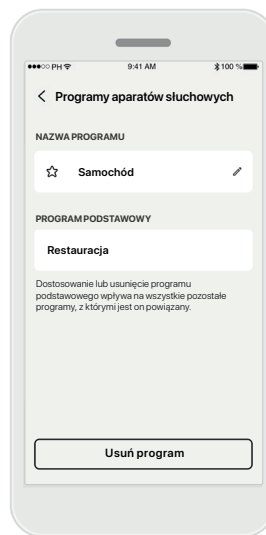 PH 9:41 AM 100 %
Programy aparatów słuchowych
NAZWA PROGRAMU
Samochód
PROGRAM PODSTAWOWY
Restauracja
Dostosowanie lub usunięcie programu
podstawowego wpływa na wszystkie pozostałe
programy, z którymi jest on powiązany.
Usuń program